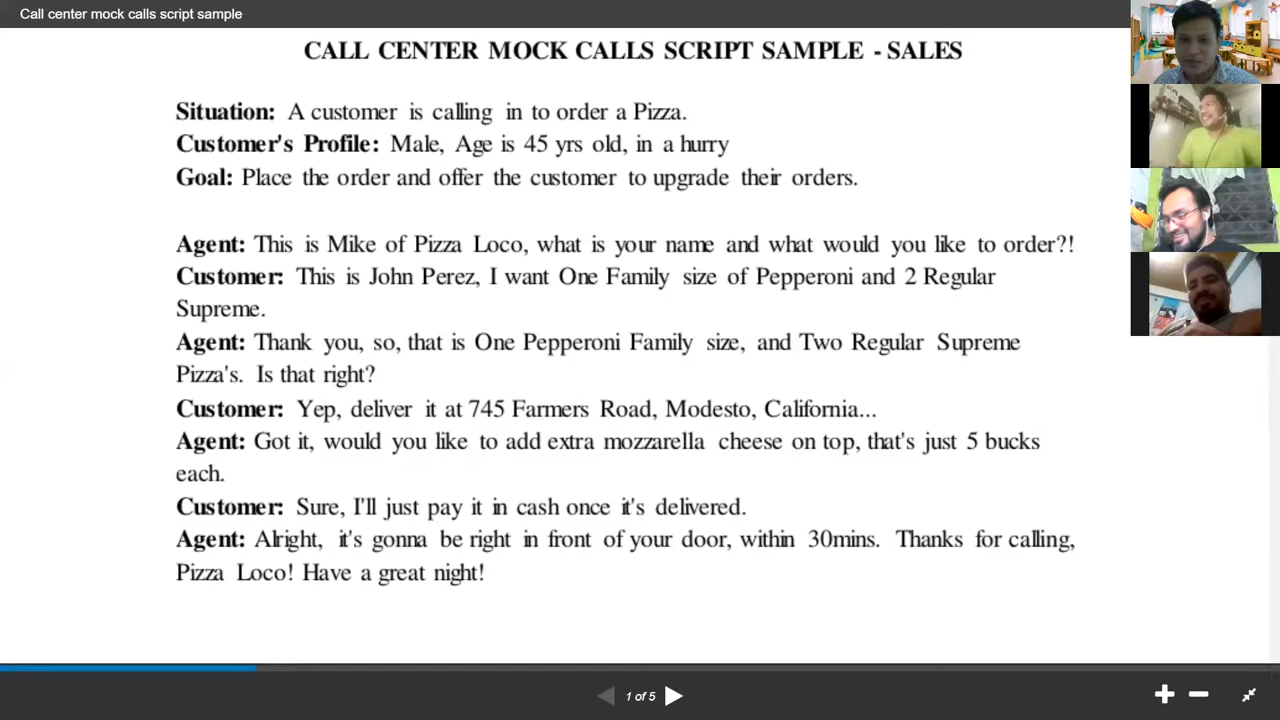 Call center mock calls script sample
CALL CENTER MOCK CALLS SCRIPT SAMPLE - SALES
Situation: A customer is calling in to order a Pizza.
Customer's Profile: Male, Age is 45 yrs old, in a hurry
Goal: Place the order and offer the customer to upgrade their orders.
Agent: This is Mike of Pizza Loco, what is your name and what would you like to order?!
Customer: This is John Perez, I want One Family size of Pepperoni and 2 Regular
Supreme.
Agent: Thank you, so, that is One Pepperoni Family size, and Two Regular Supreme
Pizza's. Is that right?
Customer: Yep, deliver it at 745 Farmers Road, Modesto, California...
Agent: Got it, would you like to add extra mozzarella cheese on top, that's just 5 bucks
each.
Customer: Sure, I'll just pay it in cash once it's delivered.
Agent: Alright, it's gonna be right in front of your door, within 30mins. Thanks for calling,
Pizza Loco! Have a great night!
1 of 5